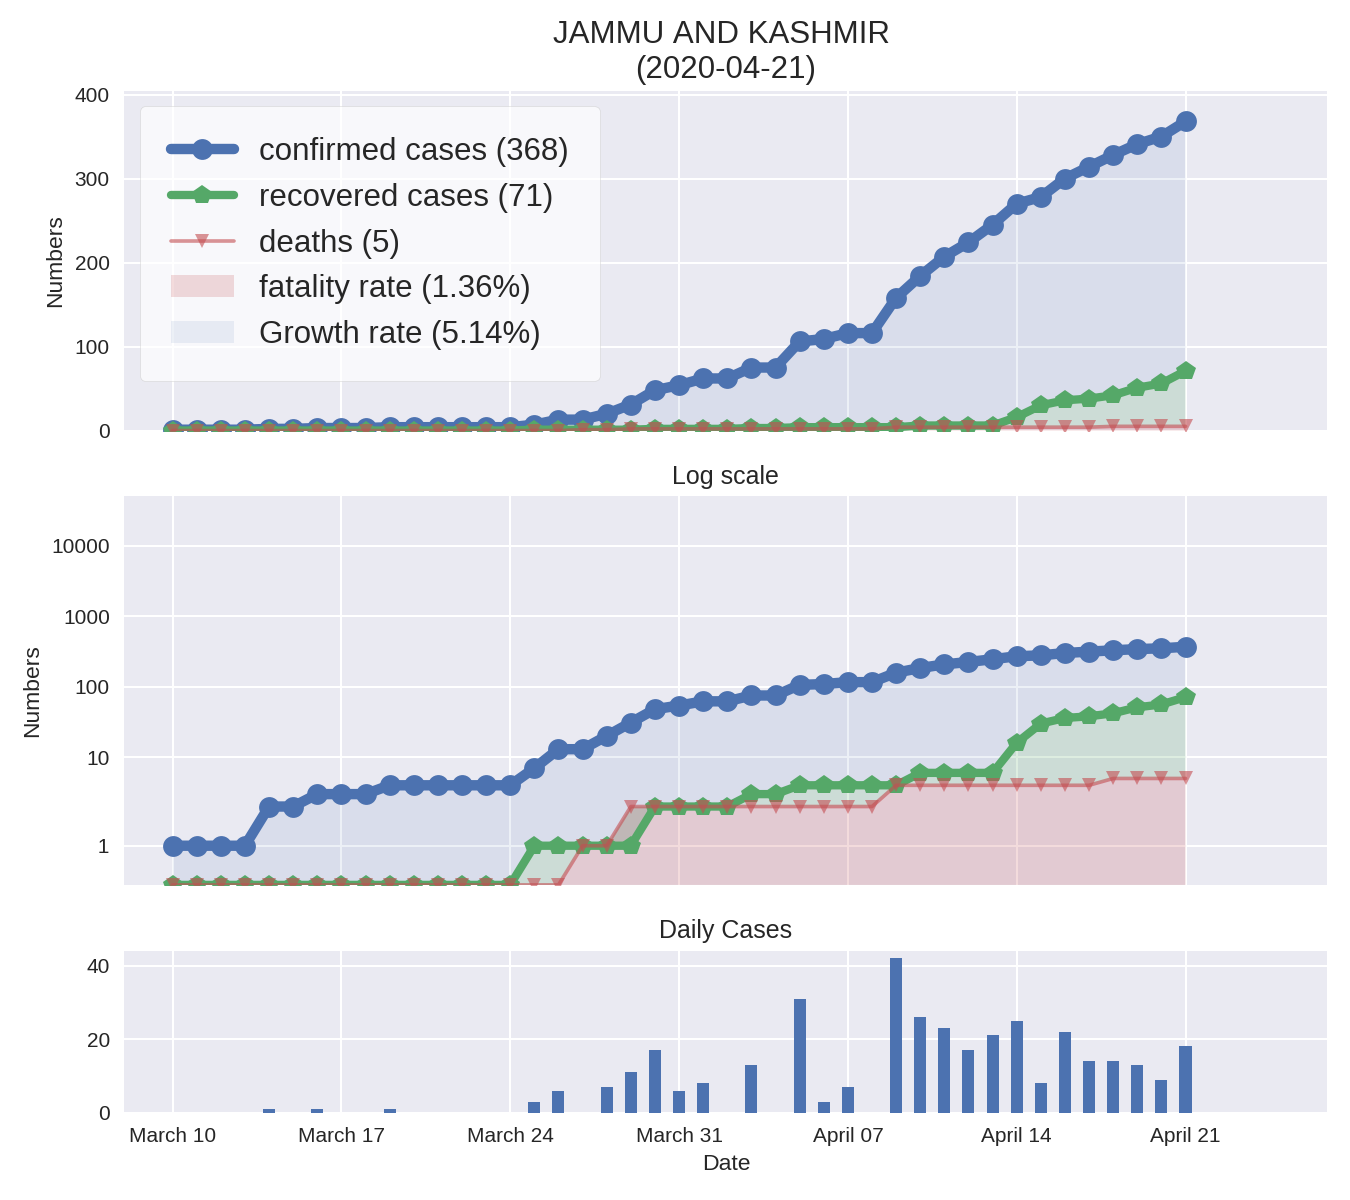 JAMMU AND KASHMIR
(2020-04-21)
400
300
200
100
0
Numbers
confirmed cases (368)
recovered cases (71)
deaths (5)
fatality rate (1.36%)
Growth rate (5.14%)
Log scale
10000
1000
100
10
1
Numbers
Daily Cases
40
20
0
March 10 March 17 March 24 March 31 April 07 April 14 April 21
Date